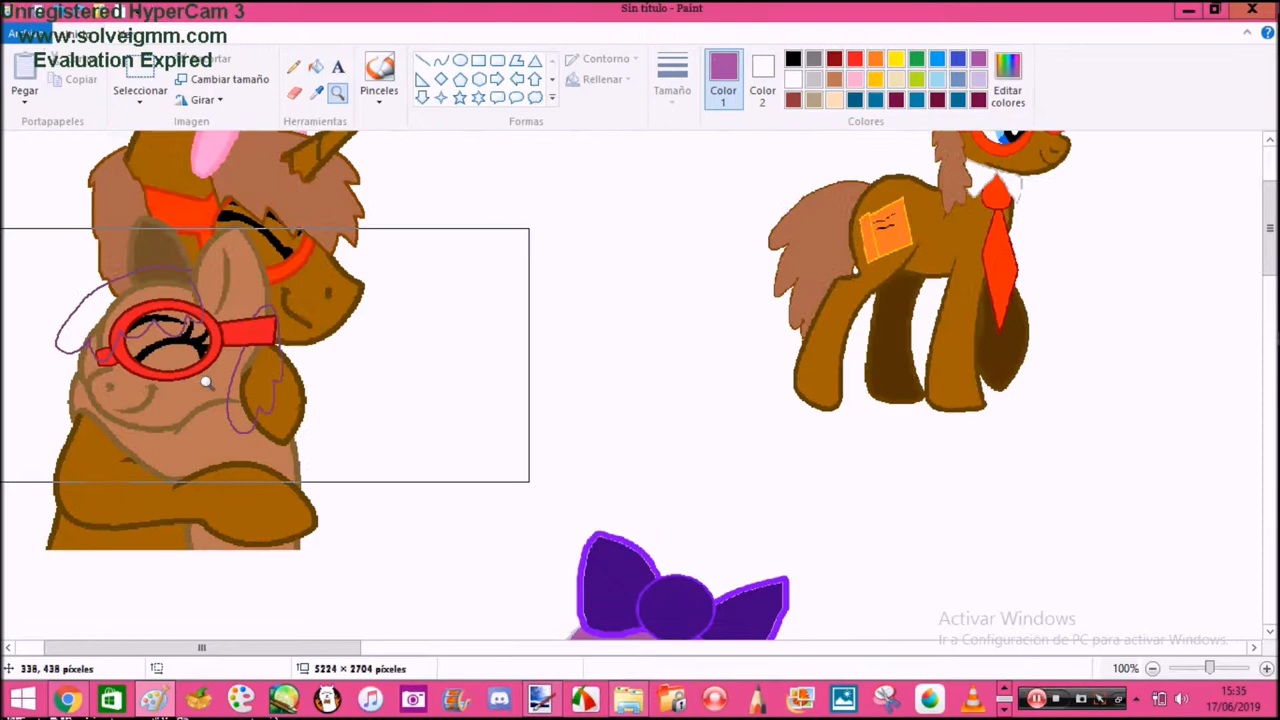 Unregistered HyperCam 3
Sin título - Paint
www.solveigmm.com
Evaluation Expired
Pegar
Copiar
Portapapeles
Seleccionar
Cambiar tamaño
Girar
Imagen
Herramientas
Pinceles
Formas
Contorno
Rellenar
Tamaño
Color 1
Color 2
Editar colores
Colores
Activar Windows
Ir a Configuración de PC para activar Windows.
338, 438 píxeles
5224 × 2704 píxeles
100%
15:35
17/06/2019